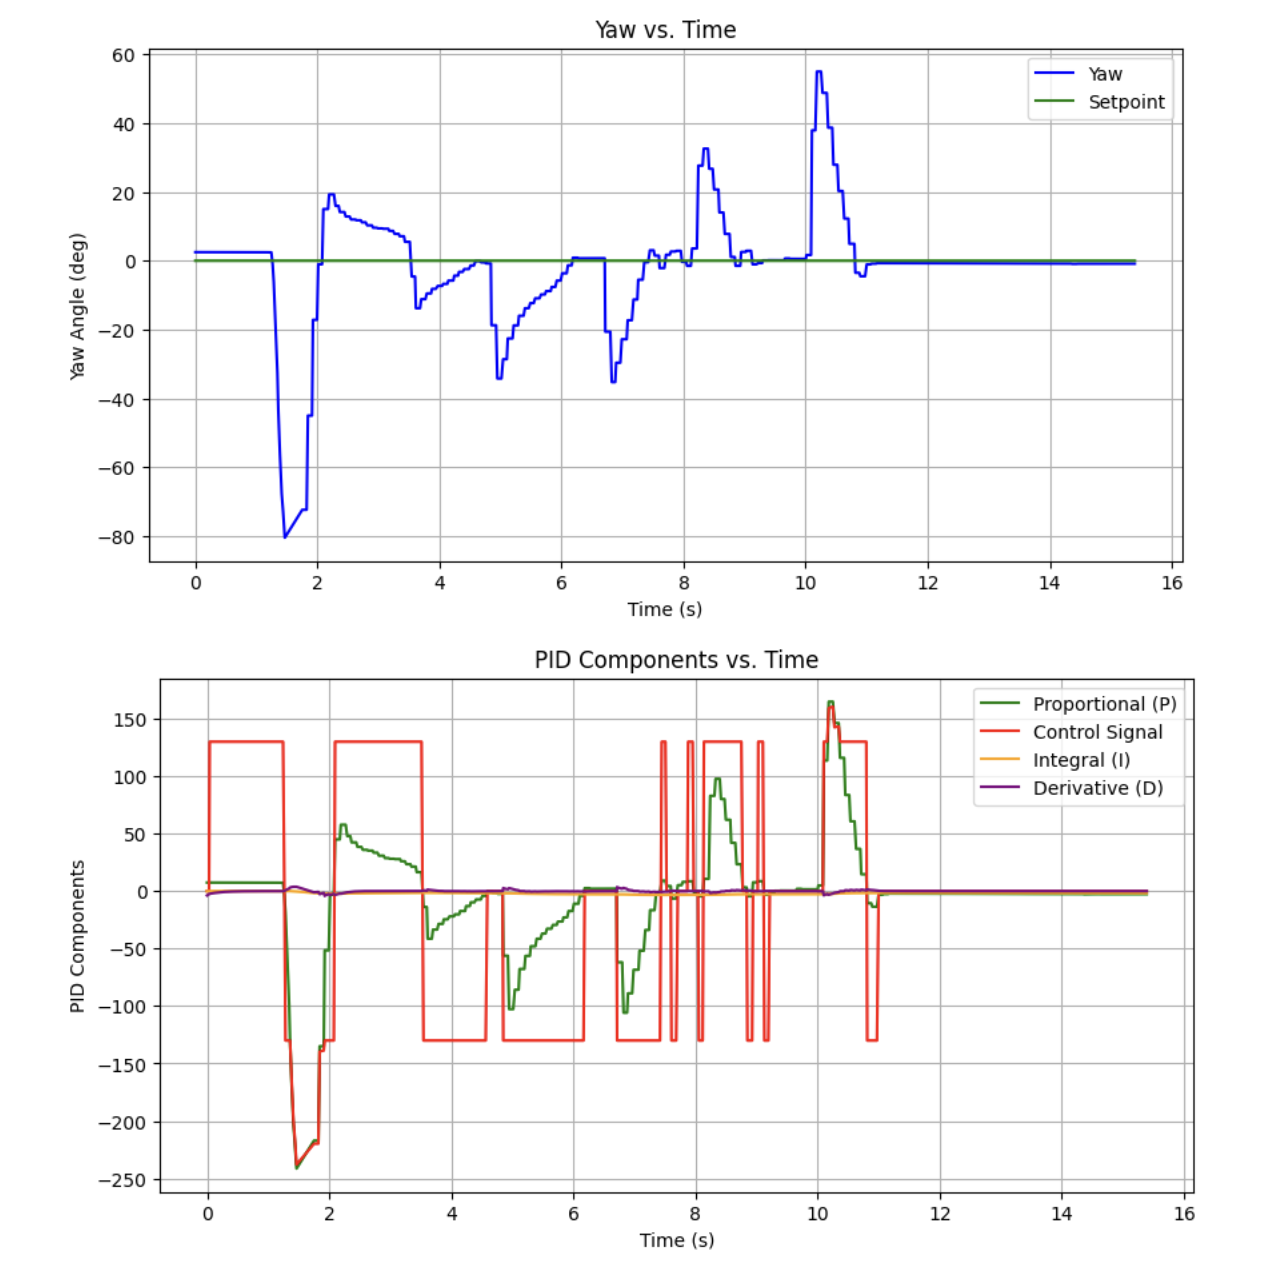 Yaw vs. Time
60
40
20
0
−20
−40
−60
−80
Yaw Angle (deg)
Yaw
Setpoint
0 2 4 6 8 10 12 14 16
Time (s)
PID Components vs. Time
150
100
50
0
−50
−100
−150
−200
−250
PID Components
Proportional (P)
Control Signal
Integral (I)
Derivative (D)
0 2 4 6 8 10 12 14 16
Time (s)